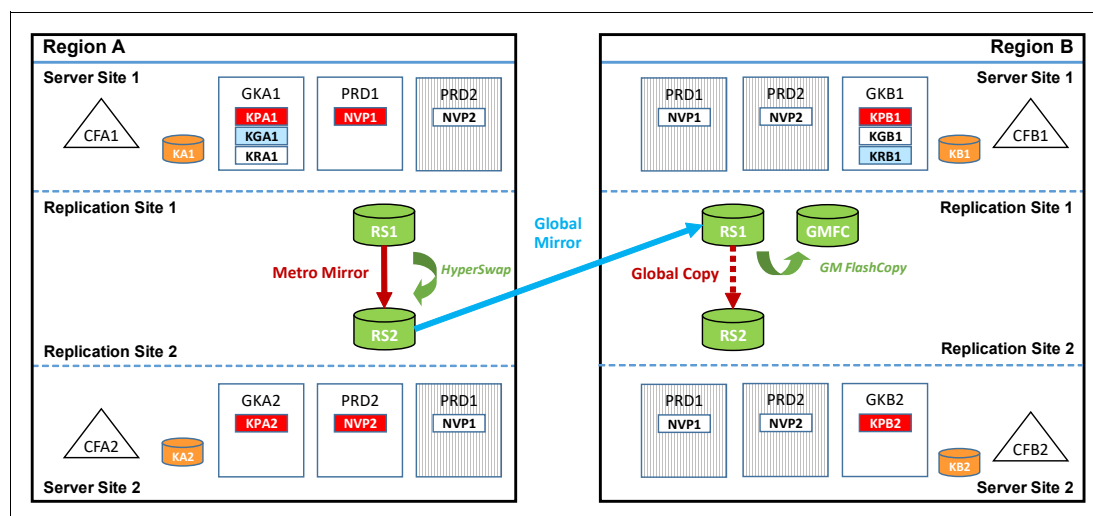 Region A
Server Site 1
CFA1
KA1
GKA1
KPA1
KGA1
KRA1
PRD1
NVP1
PRD2
NVP2
Replication Site 1
RS1
Metro Mirror
HyperSwap
RS2
Replication Site 2
CFA2
KA2
GKA2
KPA2
PRD2
NVP2
PRD1
NVP1
Server Site 2
Global
Mirror
Region B
Server Site 1
PRD1
NVP1
PRD2
NVP2
GKB1
KPB1
KGB1
KRB1
KB1
CFB1
Replication Site 1
RS1
GMFC
Global Copy
GM FlashCopy
RS2
Replication Site 2
PRD1
NVP1
PRD2
NVP2
GKB2
KPB2
KB2
CFB2
Server Site 2